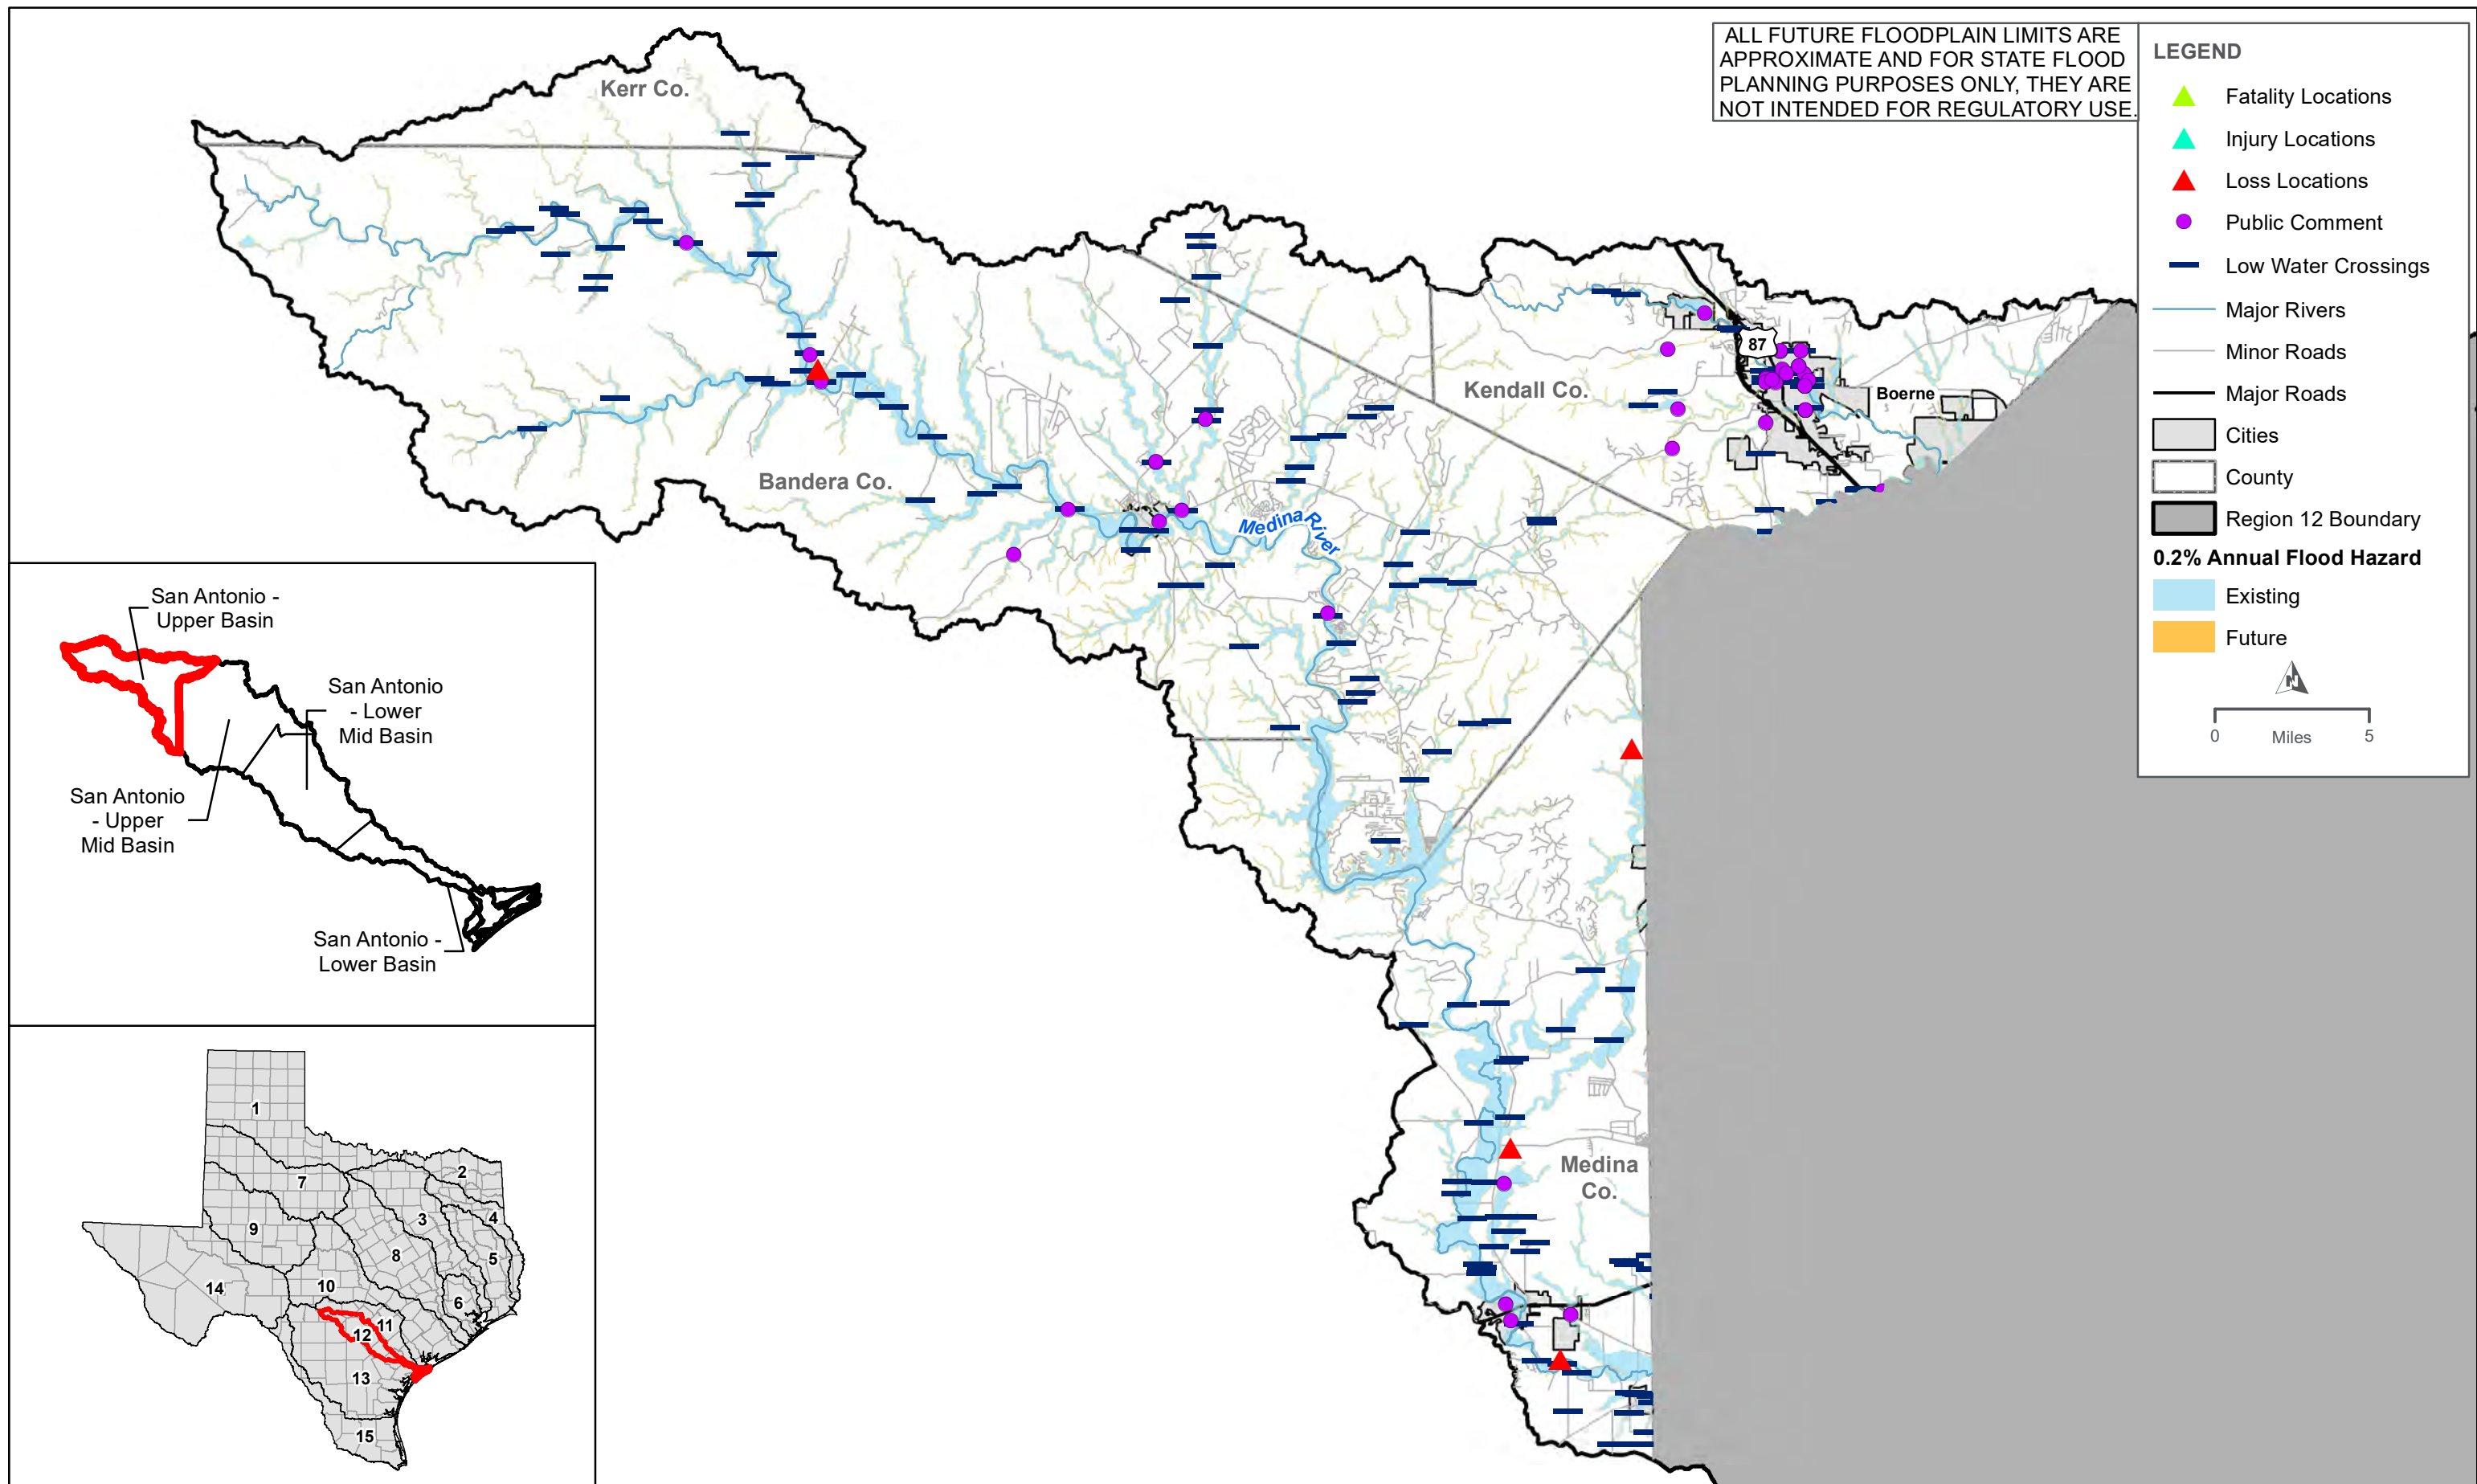 ALL FUTURE FLOODPLAIN LIMITS ARE
APPROXIMATE AND FOR STATE FLOOD
PLANNING PURPOSES ONLY, THEY ARE
NOT INTENDED FOR REGULATORY USE.
LEGEND
Fatality Locations
Injury Locations
Loss Locations
Public Comment
Low Water Crossings
Major Rivers
Minor Roads
Major Roads
Cities
County
Region 12 Boundary
0.2% Annual Flood Hazard
Existing
Future
N
0 Miles 5
Kerr Co.
87
Kendall Co.
Boerne
Bandera Co.
Medina River
Medina
Co.
San Antonio -
Upper Basin
San Antonio
- Lower
Mid Basin
San Antonio
- Upper
Mid Basin
San Antonio -
Lower Basin
1
2
7
3
4
9
8
5
14
10
6
11
12
13
15